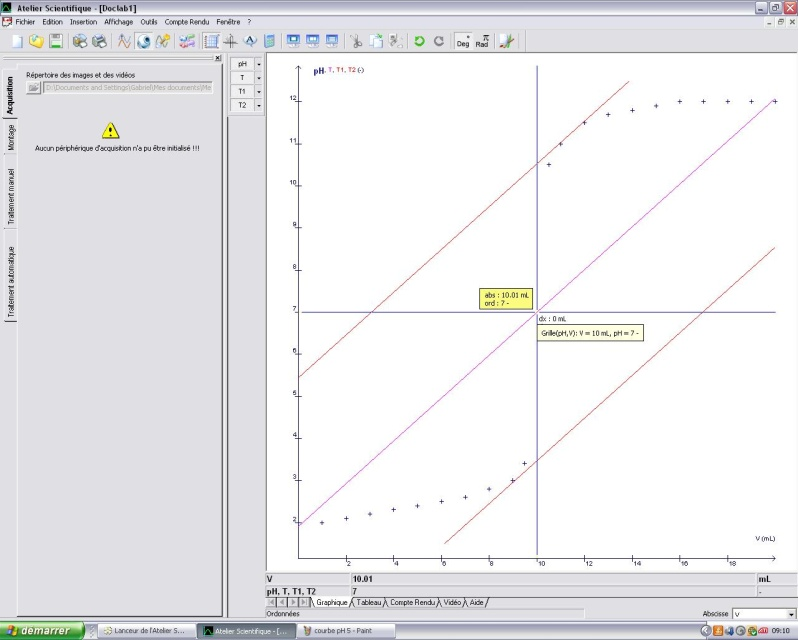 Atelier Scientifique - [Doclab1]
Fichier Edition Insertion Affichage Outils Compte Rendu Fenêtre ?
Deg π Rad
Acquisition
Montage
Traitement manuel
Traitement automatique
Répertoire des images et des vidéos
D:\Documents and Settings\Gabriel\Mes documents\Me
Aucun périphérique d'acquisition n'a pu être initialisé !!!
pH
T
T1
T2
pH, T, T1, T2 (-)
12
11
10
9
8
7
6
5
4
3
2
abs : 10.01 mL
ord : 7 -
dx : 0 mL
Grille(pH,V): V = 10 mL, pH = 7 -
V (mL)
2 4 6 8 10 12 14 16 18
V 10.01 mL
pH, T, T1, T2 7 -
Graphique Tableau Compte Rendu Vidéo Aide
Ordonnées
Abscisse V
démarrer Lanceur de l'Atelier S... Atelier Scientifique - [... courbe pH 5 - Paint 09:10